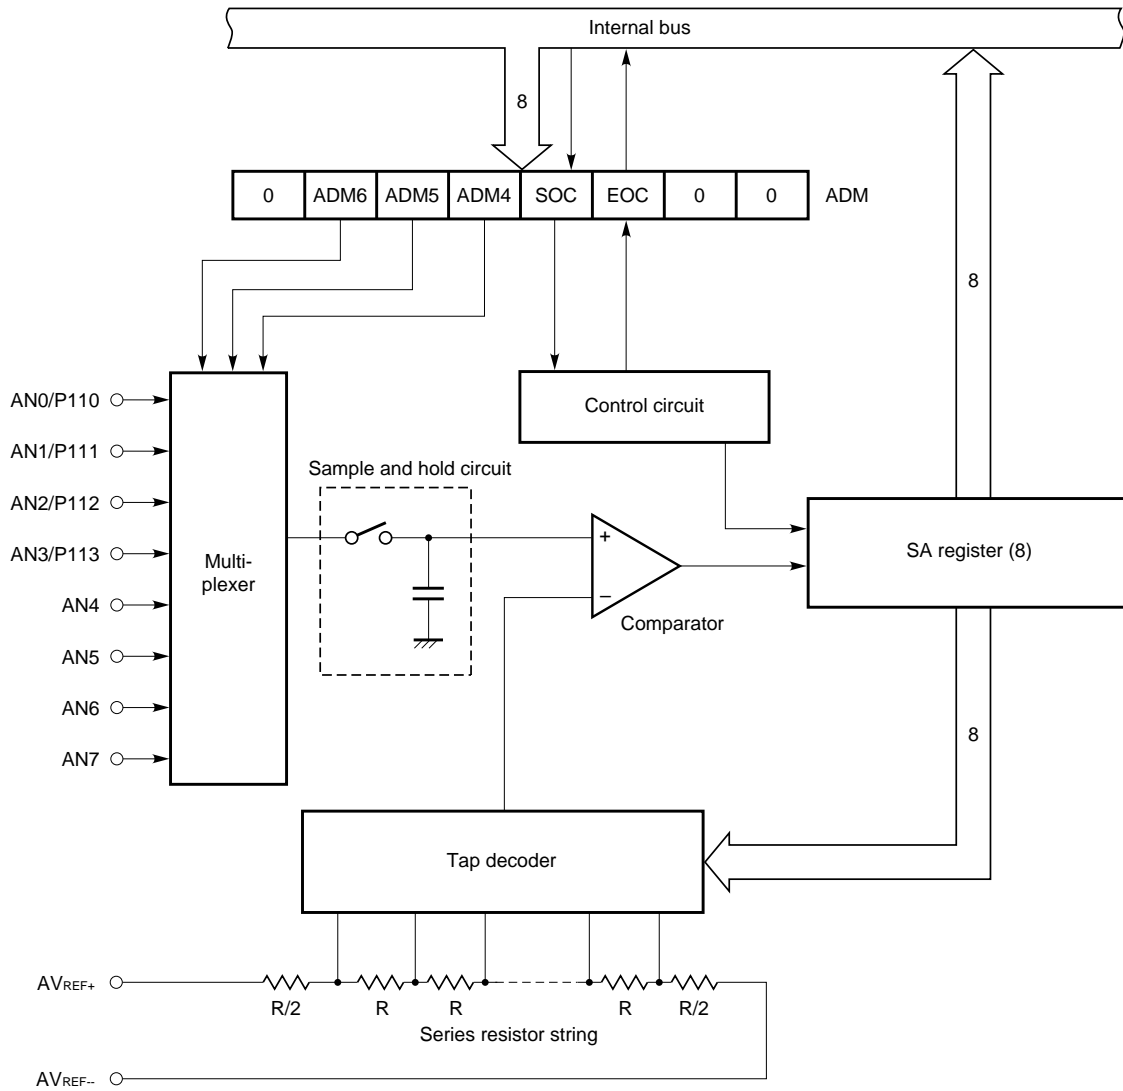 Internal bus
8
0 ADM6 ADM5 ADM4 SOC EOC 0 0 ADM
8
Control circuit
AN0/P110
AN1/P111
AN2/P112
AN3/P113
AN4
AN5
AN6
AN7
Multi-
plexer
Sample and hold circuit
+
−
Comparator
SA register (8)
8
Tap decoder
AVREF+
R/2 R R R R/2
Series resistor string
AVREF--